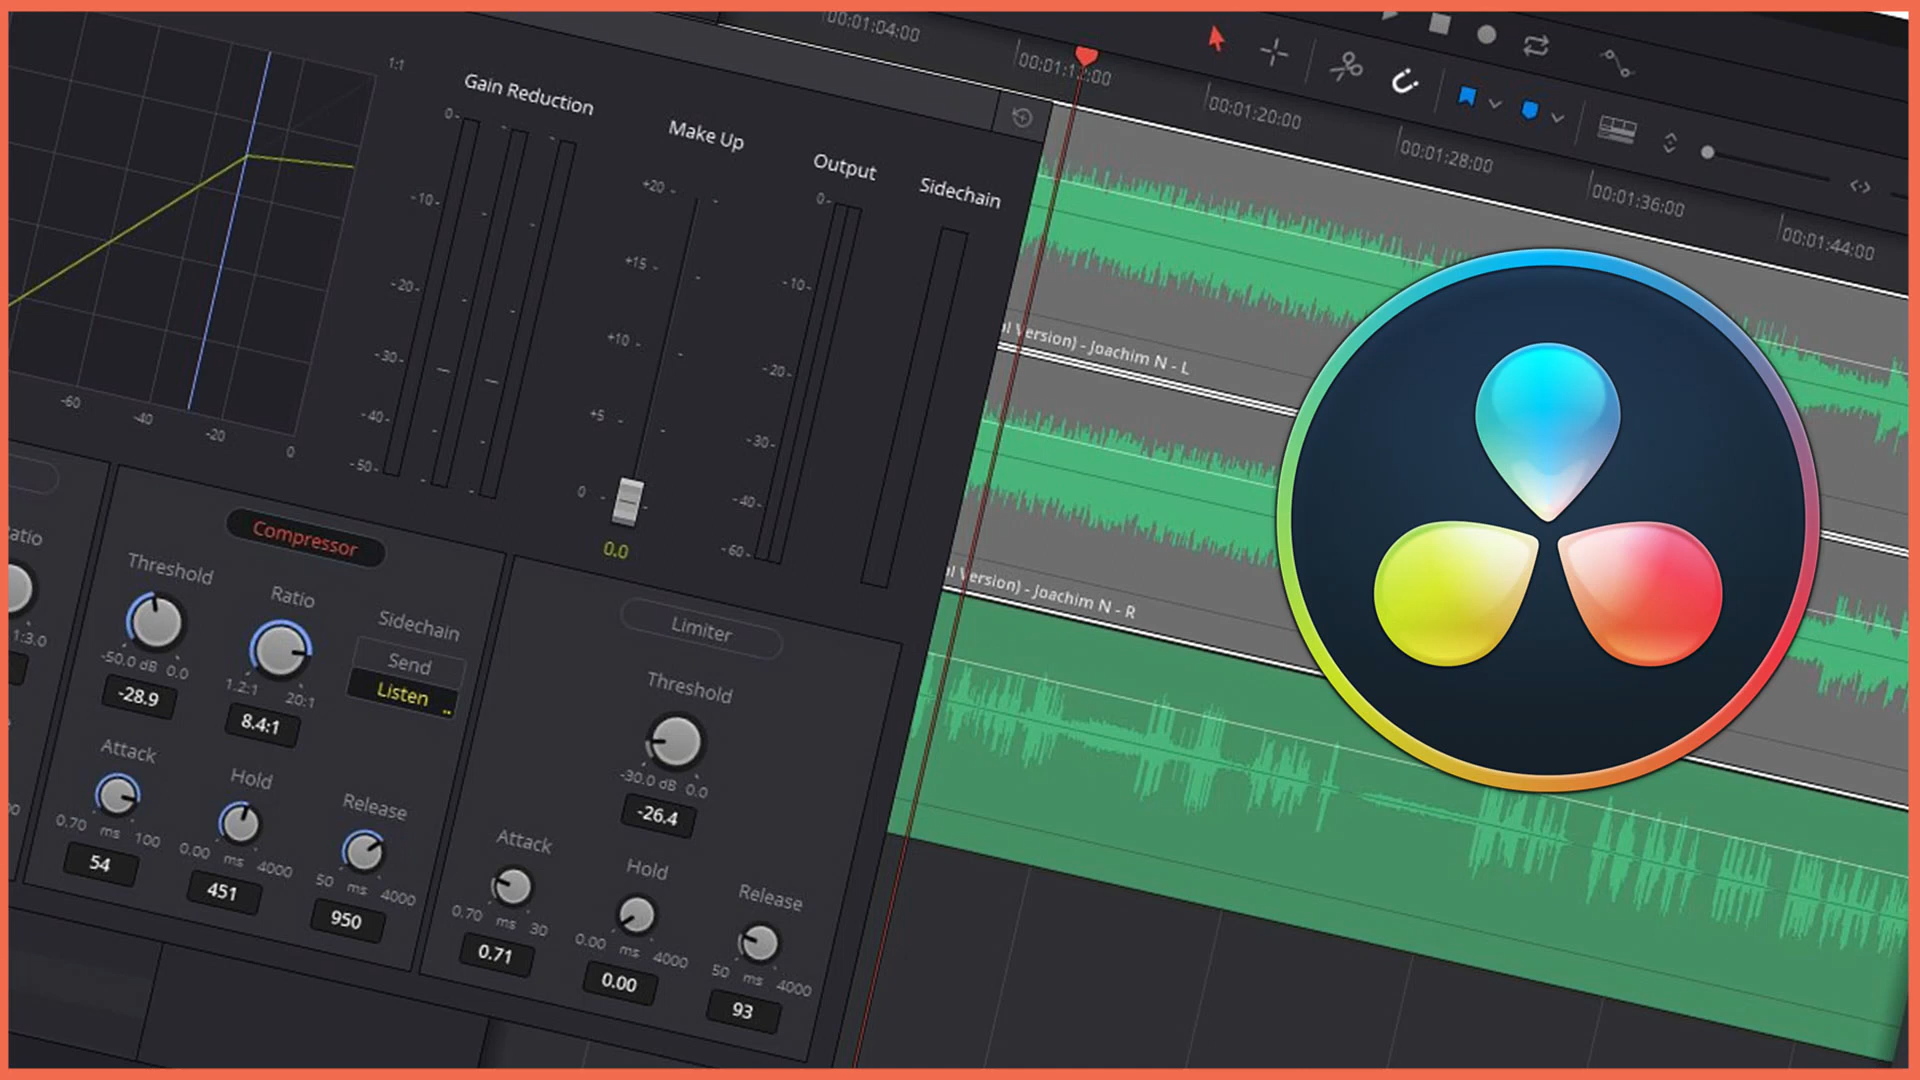 00:01:04:00
00:01:20:00
00:01:28:00
00:01:36:00
00:01:44:00
1:1
-60
-40
-20
0
Gain Reduction
0-
-10-
-20-
-30-
-40-
-50-
Make Up
+20 -
+15 -
+10 -
+5 -
0 -
0.0
Output
0-
-10-
-20-
-30-
-40-
-60-
Sidechain
Version) - Joachim N - L
Version) - Joachim N - R
1:3.0
Compressor
Threshold
-50.0 dB 0.0
-28.9
Ratio
1.2:1 20:1
8.4:1
Sidechain
Send
Listen
Attack
0.70 ms 100
54
Hold
0.00 ms 4000
451
Release
50 ms 4000
950
Limiter
Threshold
-30.0 dB 0.0
-26.4
Attack
0.70 ms 30
0.71
Hold
0.00 ms 4000
0.00
Release
50 ms 4000
93